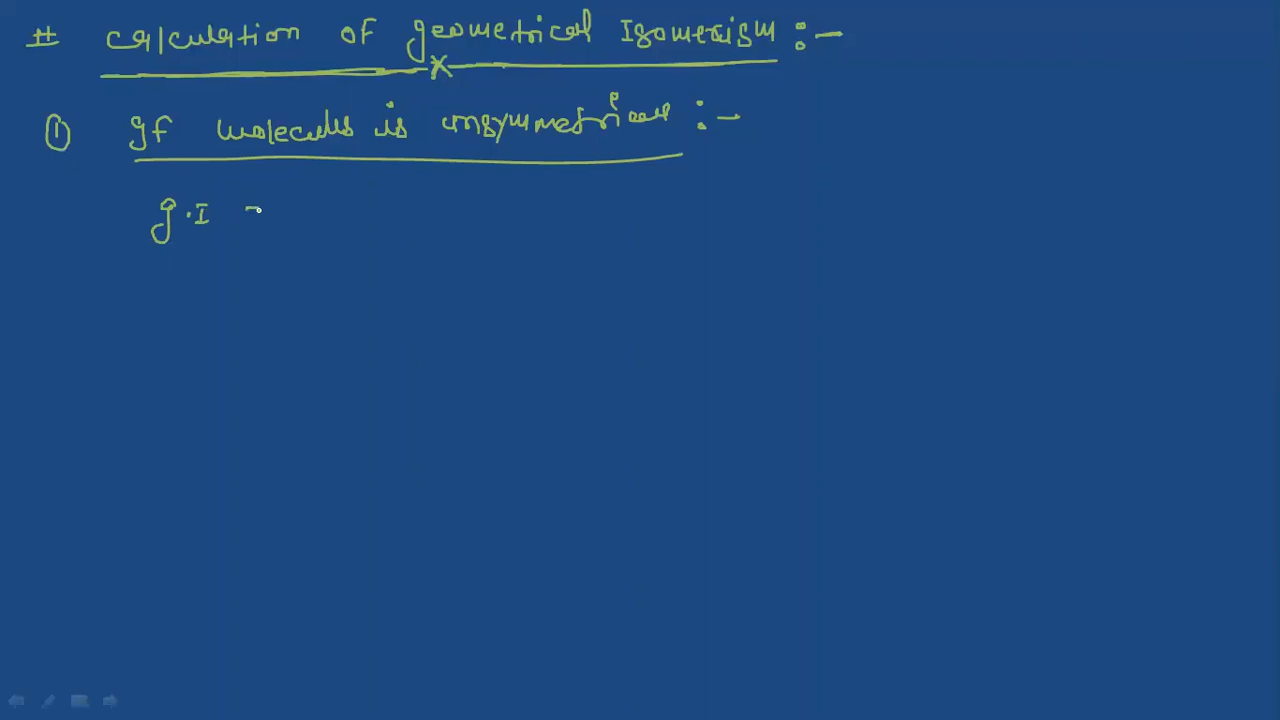 # Calculation of geometrical Isomerism :-
① If molecule is unsymmetrical :-
g.I -